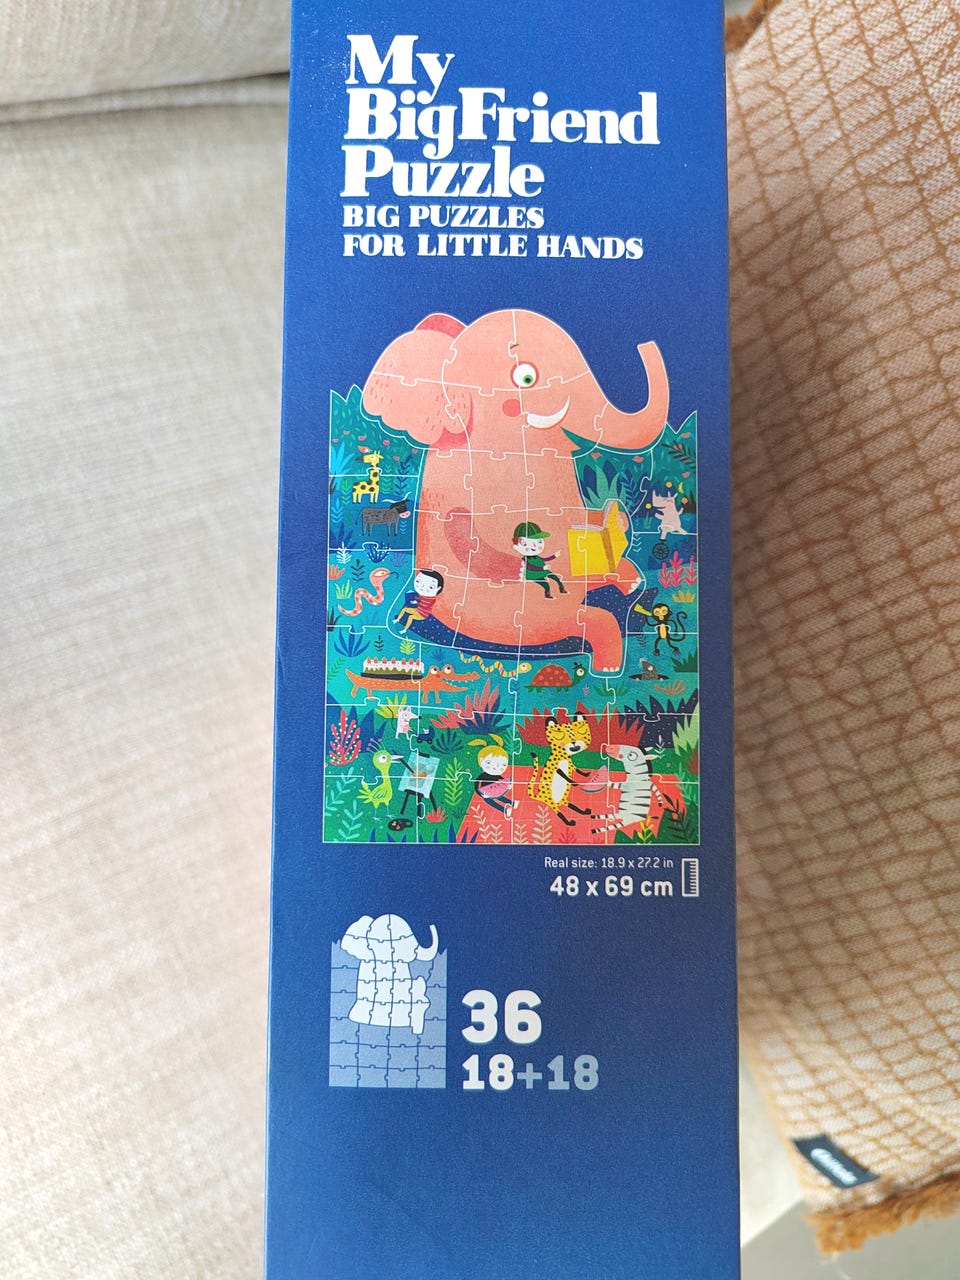 My
BigFriend
Puzzle
BIG PUZZLES
FOR LITTLE HANDS
Real size: 18.9 x 27.2 in
48 x 69 cm
36
18+18